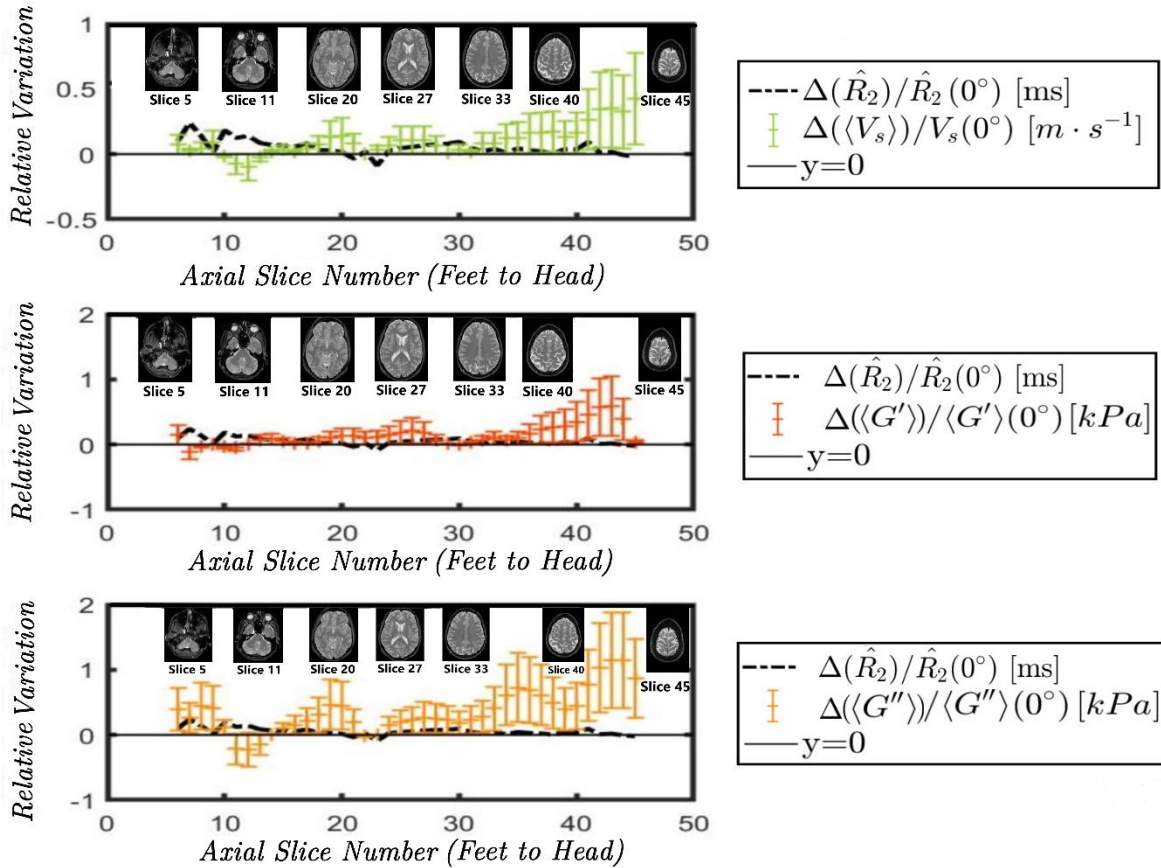 1
0.5
0
-0.5
Relative Variation
Slice 5 Slice 11 Slice 20 Slice 27 Slice 33 Slice 40 Slice 45
0 10 20 30 40 50
Axial Slice Number (Feet to Head)
Δ(R̂₂)/R̂₂(0°) [ms]
Δ(⟨Vₛ⟩)/Vₛ(0°) [m · s⁻¹]
y=0
2
1
0
-1
Relative Variation
Slice 5 Slice 11 Slice 20 Slice 27 Slice 33 Slice 40 Slice 45
0 10 20 30 40 50
Axial Slice Number (Feet to Head)
Δ(R̂₂)/R̂₂(0°) [ms]
Δ(⟨G′⟩)/⟨G′⟩(0°) [kPa]
y=0
2
1
0
-1
Relative Variation
Slice 5 Slice 11 Slice 20 Slice 27 Slice 33 Slice 40 Slice 45
0 10 20 30 40 50
Axial Slice Number (Feet to Head)
Δ(R̂₂)/R̂₂(0°) [ms]
Δ(⟨G″⟩)/⟨G″⟩(0°) [kPa]
y=0